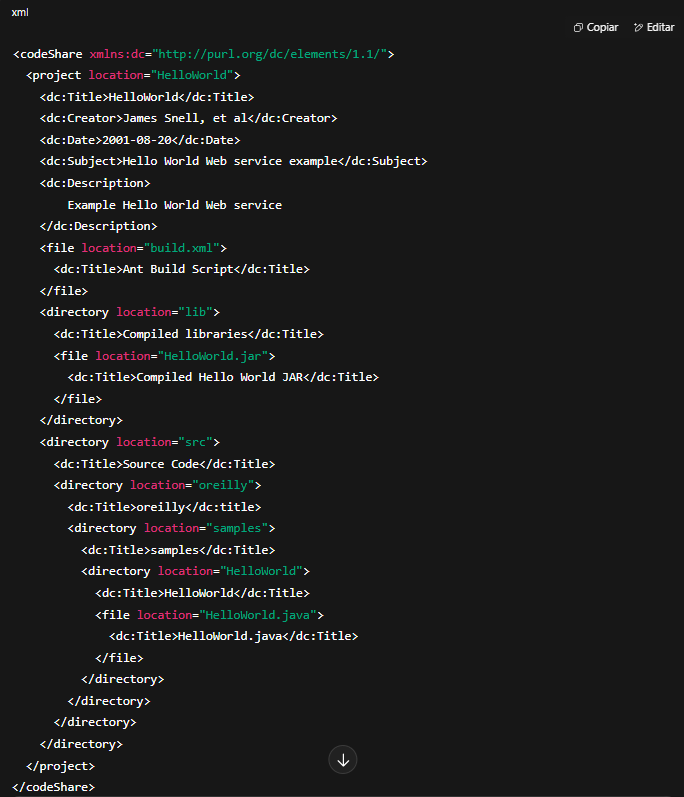 xml
Copiar
Editar
<codeShare xmlns:dc="http://purl.org/dc/elements/1.1/">
  <project location="HelloWorld">
    <dc:Title>HelloWorld</dc:Title>
    <dc:Creator>James Snell, et al</dc:Creator>
    <dc:Date>2001-08-20</dc:Date>
    <dc:Subject>Hello World Web service example</dc:Subject>
    <dc:Description>
        Example Hello World Web service
    </dc:Description>
    <file location="build.xml">
      <dc:Title>Ant Build Script</dc:Title>
    </file>
    <directory location="lib">
      <dc:Title>Compiled libraries</dc:Title>
      <file location="HelloWorld.jar">
        <dc:Title>Compiled Hello World JAR</dc:Title>
      </file>
    </directory>
    <directory location="src">
      <dc:Title>Source Code</dc:Title>
      <directory location="oreilly">
        <dc:Title>oreilly</dc:title>
        <directory location="samples">
          <dc:Title>samples</dc:Title>
          <directory location="HelloWorld">
            <dc:Title>HelloWorld</dc:Title>
            <file location="HelloWorld.java">
              <dc:Title>HelloWorld.java</dc:Title>
            </file>
          </directory>
        </directory>
      </directory>
    </directory>
  </project>
</codeShare>